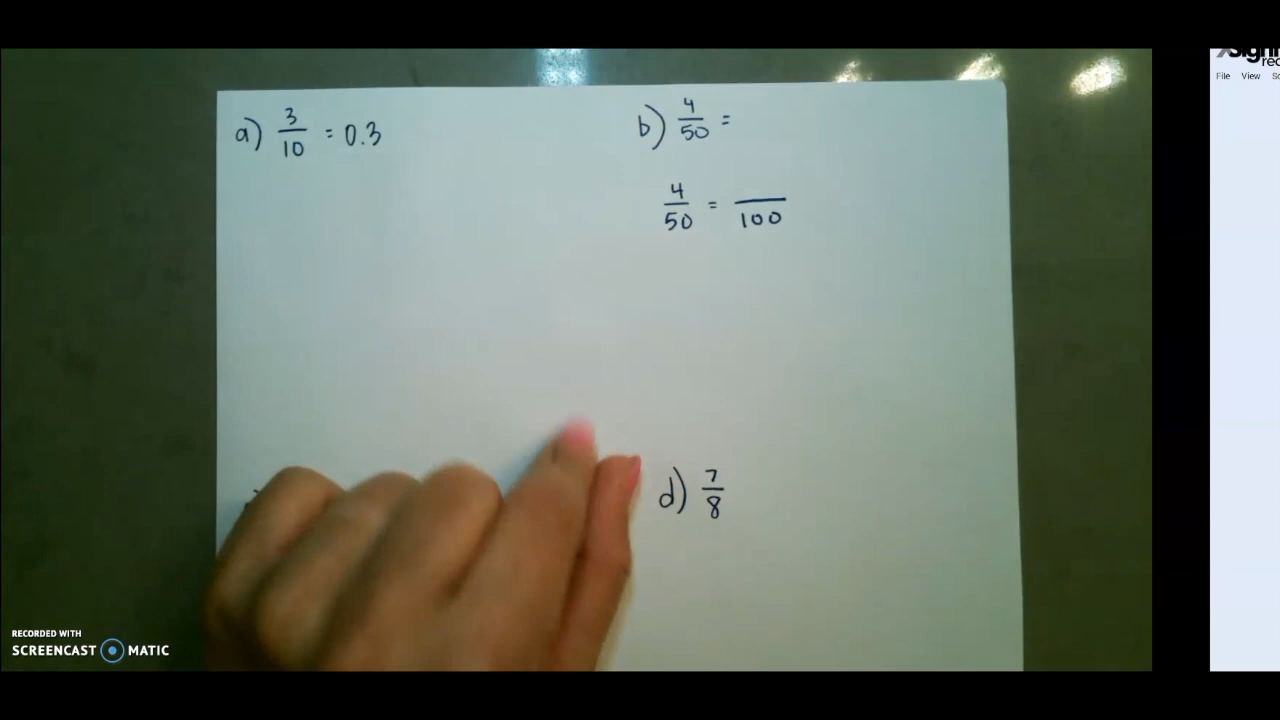 a) 3/10 = 0.3
b) 4/50 =
4/50 = /100
d) 7/8
RECORDED WITH
SCREENCAST MATIC
File View